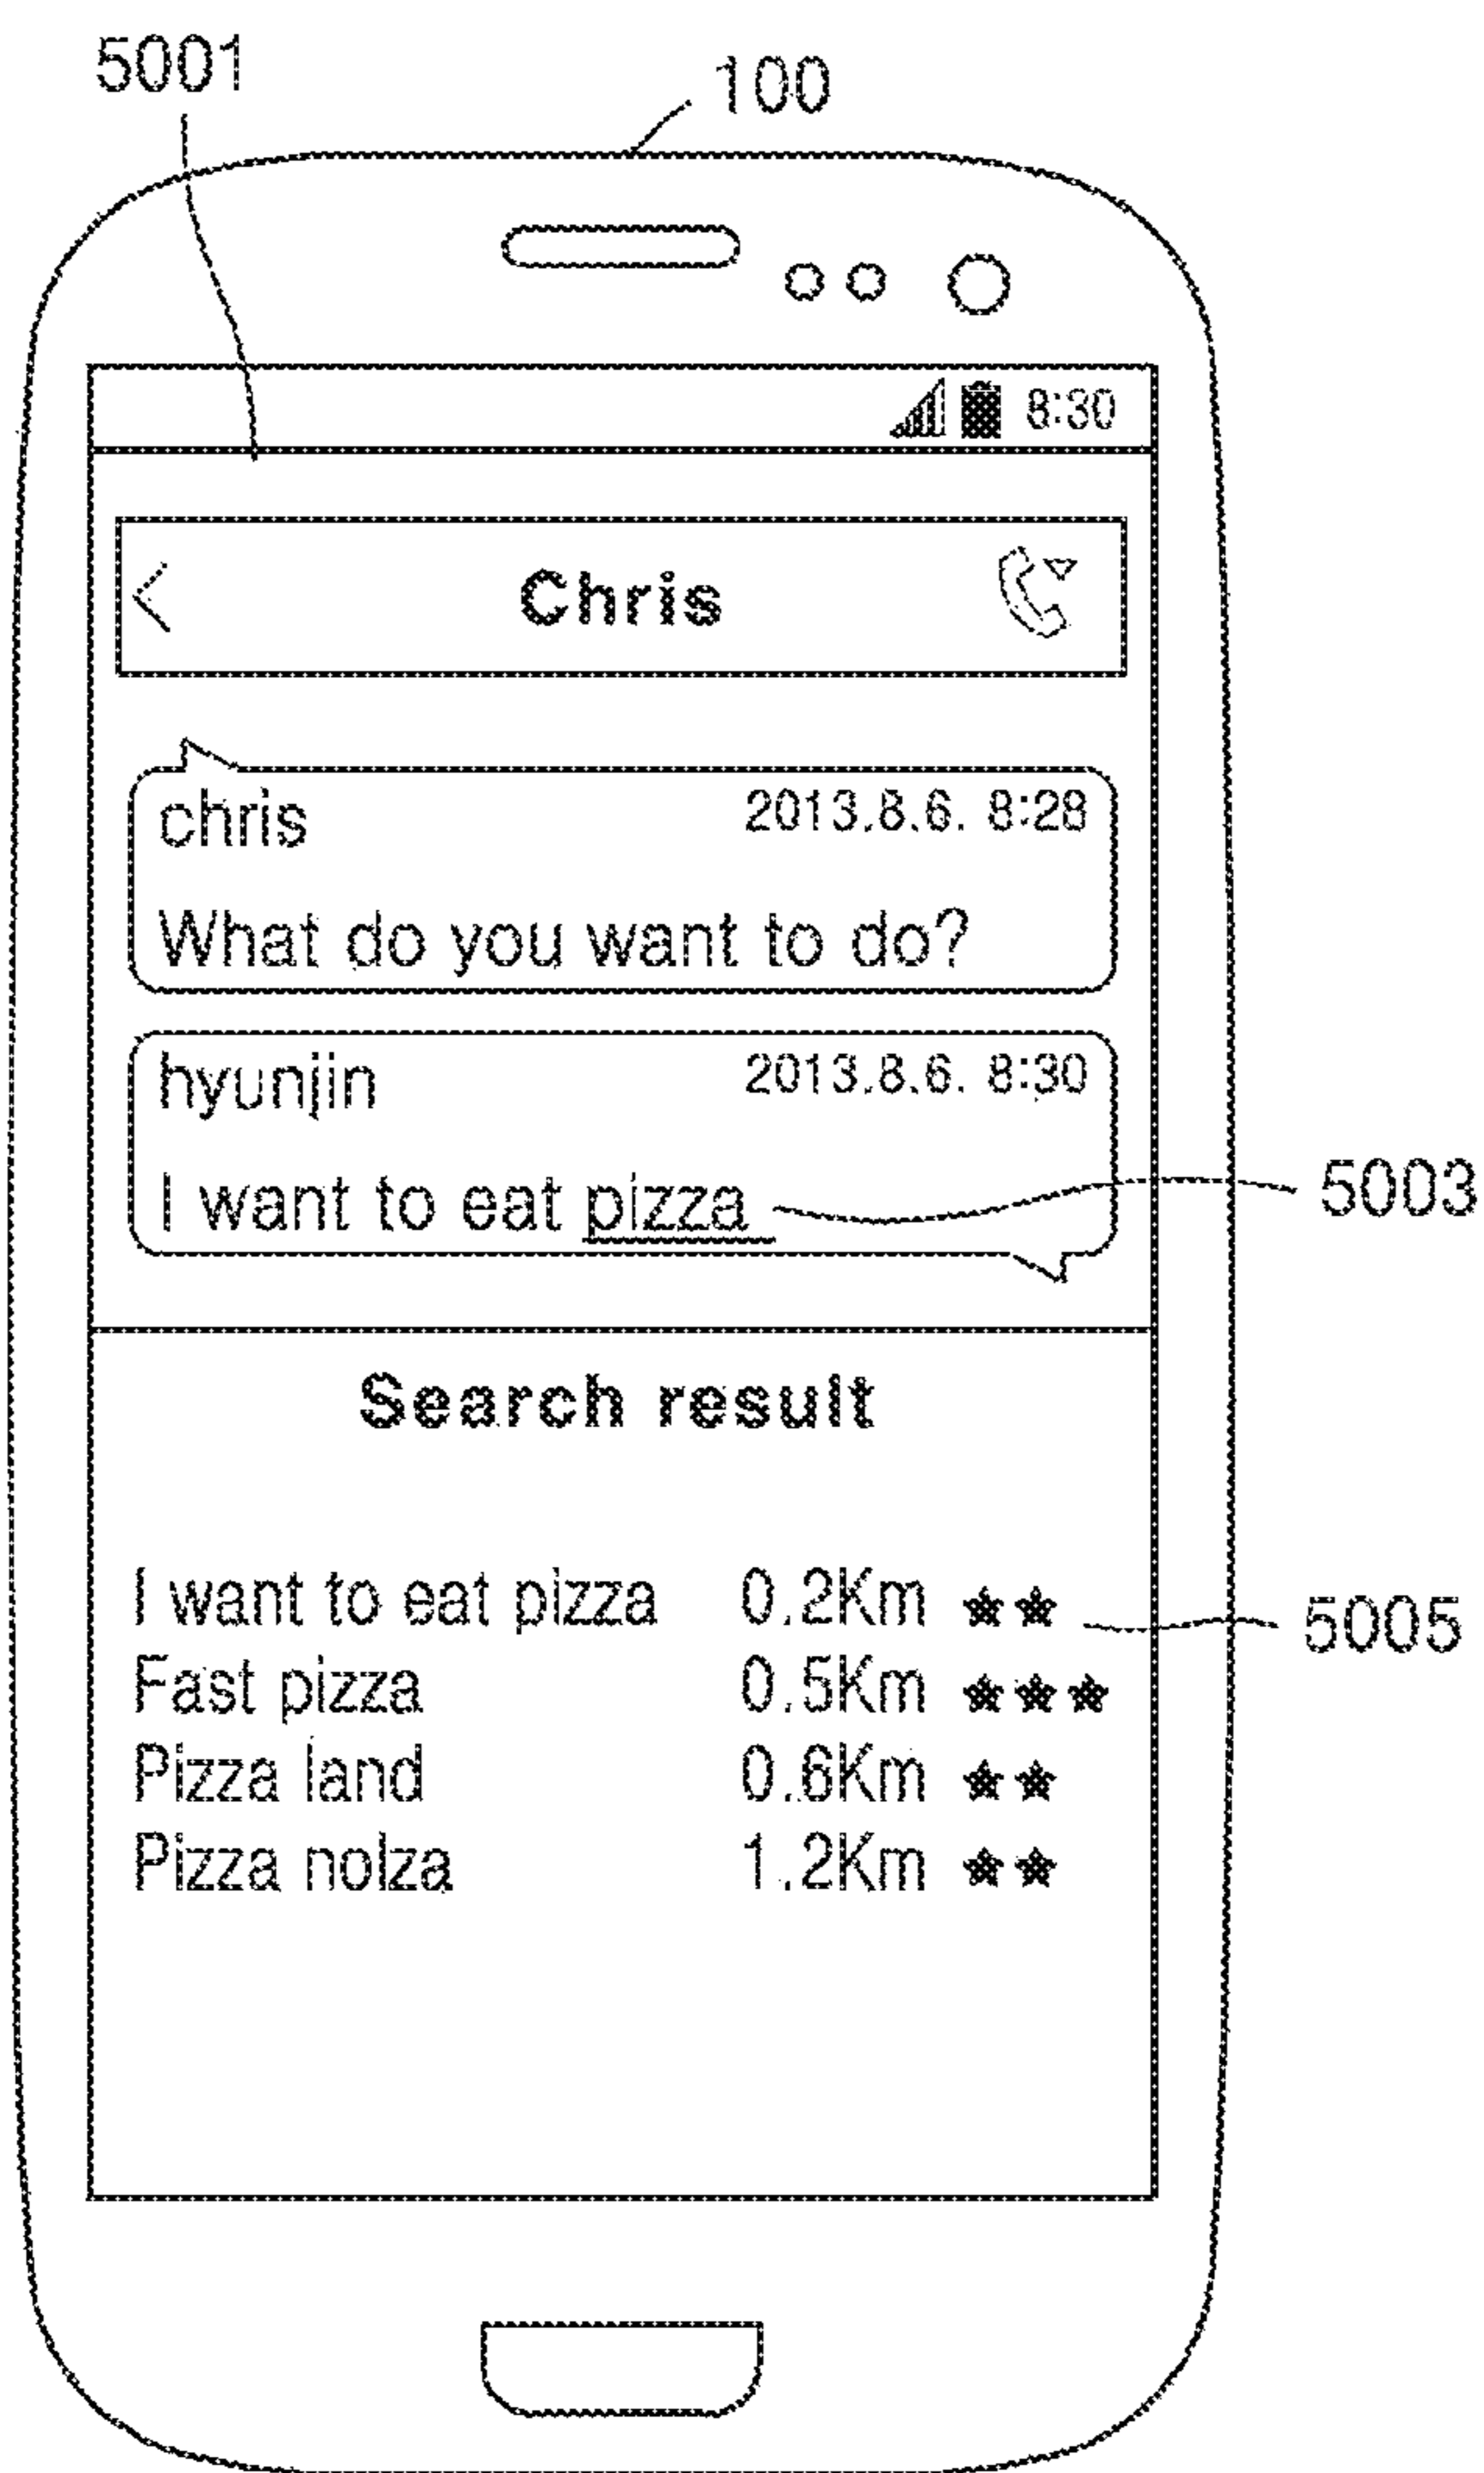 5001
100
8:30
Chris
chris 2013.8.6. 8:28
What do you want to do?
hyunjin 2013.8.6. 8:30
I want to eat pizza
5003
Search result
I want to eat pizza 0.2Km ★★
5005
Fast pizza 0.5Km ★★★
Pizza land 0.6Km ★★
Pizza nolza 1.2Km ★★